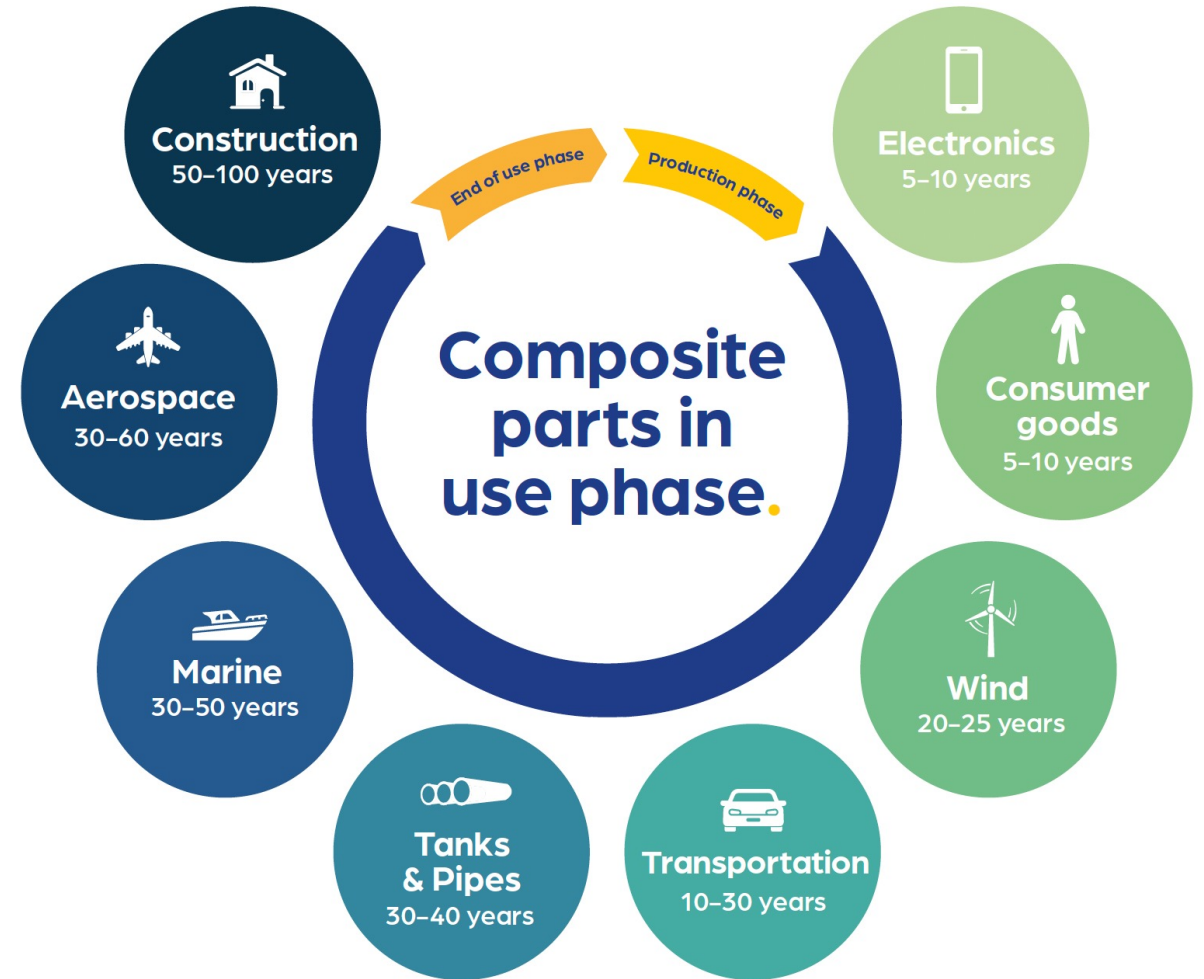 End of use phase
Production phase
Composite
parts in
use phase.
Electronics
5–10 years
Consumer
goods
5–10 years
Wind
20–25 years
Transportation
10–30 years
Tanks
& Pipes
30–40 years
Marine
30–50 years
Aerospace
30–60 years
Construction
50–100 years